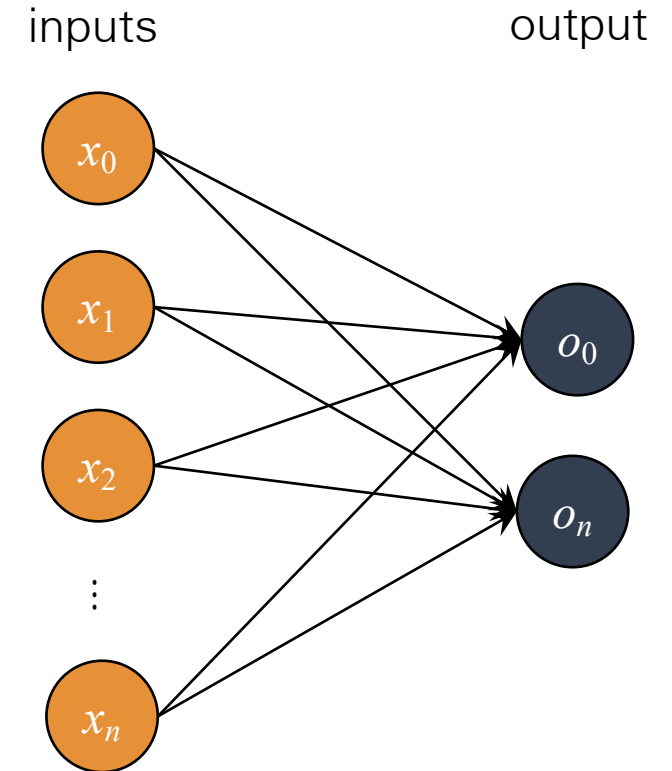 inputs
output
x₀
x₁
o₀
x₂
oₙ
⋮
xₙ